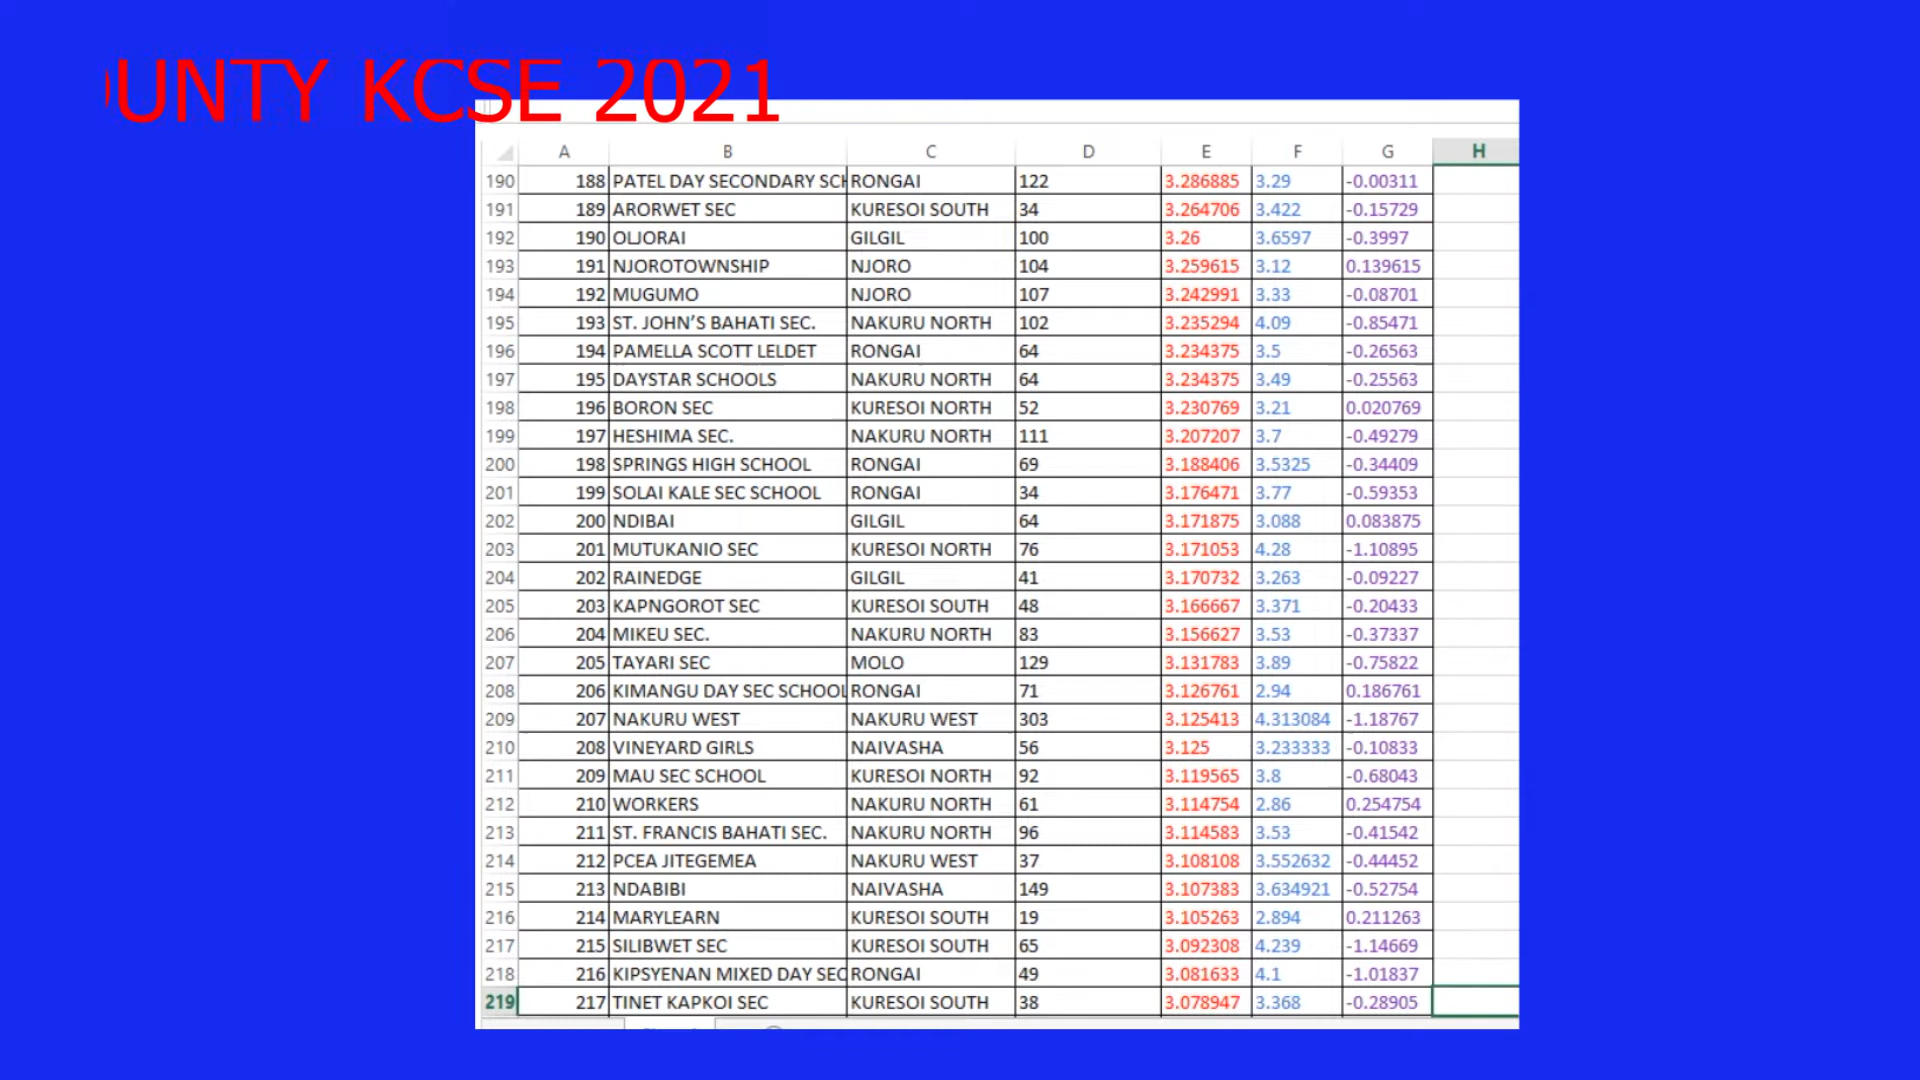 OUNTY KCSE 2021
A B C D E F G H
190 188 PATEL DAY SECONDARY SCH RONGAI 122 3.286885 3.29 -0.00311
191 189 ARORWET SEC KURESOI SOUTH 34 3.264706 3.422 -0.15729
192 190 OLJORAI GILGIL 100 3.26 3.6597 -0.3997
193 191 NJOROTOWNSHIP NJORO 104 3.259615 3.12 0.139615
194 192 MUGUMO NJORO 107 3.242991 3.33 -0.08701
195 193 ST. JOHN’S BAHATI SEC. NAKURU NORTH 102 3.235294 4.09 -0.85471
196 194 PAMELLA SCOTT LELDET RONGAI 64 3.234375 3.5 -0.26563
197 195 DAYSTAR SCHOOLS NAKURU NORTH 64 3.234375 3.49 -0.25563
198 196 BORON SEC KURESOI NORTH 52 3.230769 3.21 0.020769
199 197 HESHIMA SEC. NAKURU NORTH 111 3.207207 3.7 -0.49279
200 198 SPRINGS HIGH SCHOOL RONGAI 69 3.188406 3.5325 -0.34409
201 199 SOLAI KALE SEC SCHOOL RONGAI 34 3.176471 3.77 -0.59353
202 200 NDIBAI GILGIL 64 3.171875 3.088 0.083875
203 201 MUTUKANIO SEC KURESOI NORTH 76 3.171053 4.28 -1.10895
204 202 RAINEDGE GILGIL 41 3.170732 3.263 -0.09227
205 203 KAPNGOROT SEC KURESOI SOUTH 48 3.166667 3.371 -0.20433
206 204 MIKEU SEC. NAKURU NORTH 83 3.156627 3.53 -0.37337
207 205 TAYARI SEC MOLO 129 3.131783 3.89 -0.75822
208 206 KIMANGU DAY SEC SCHOOL RONGAI 71 3.126761 2.94 0.186761
209 207 NAKURU WEST NAKURU WEST 303 3.125413 4.313084 -1.18767
210 208 VINEYARD GIRLS NAIVASHA 56 3.125 3.233333 -0.10833
211 209 MAU SEC SCHOOL KURESOI NORTH 92 3.119565 3.8 -0.68043
212 210 WORKERS NAKURU NORTH 61 3.114754 2.86 0.254754
213 211 ST. FRANCIS BAHATI SEC. NAKURU NORTH 96 3.114583 3.53 -0.41542
214 212 PCEA JITEGEMEA NAKURU WEST 37 3.108108 3.552632 -0.44452
215 213 NDABIBI NAIVASHA 149 3.107383 3.634921 -0.52754
216 214 MARYLEARN KURESOI SOUTH 19 3.105263 2.894 0.211263
217 215 SILIBWET SEC KURESOI SOUTH 65 3.092308 4.239 -1.14669
218 216 KIPSYENAN MIXED DAY SEC RONGAI 49 3.081633 4.1 -1.01837
219 217 TINET KAPKOI SEC KURESOI SOUTH 38 3.078947 3.368 -0.28905